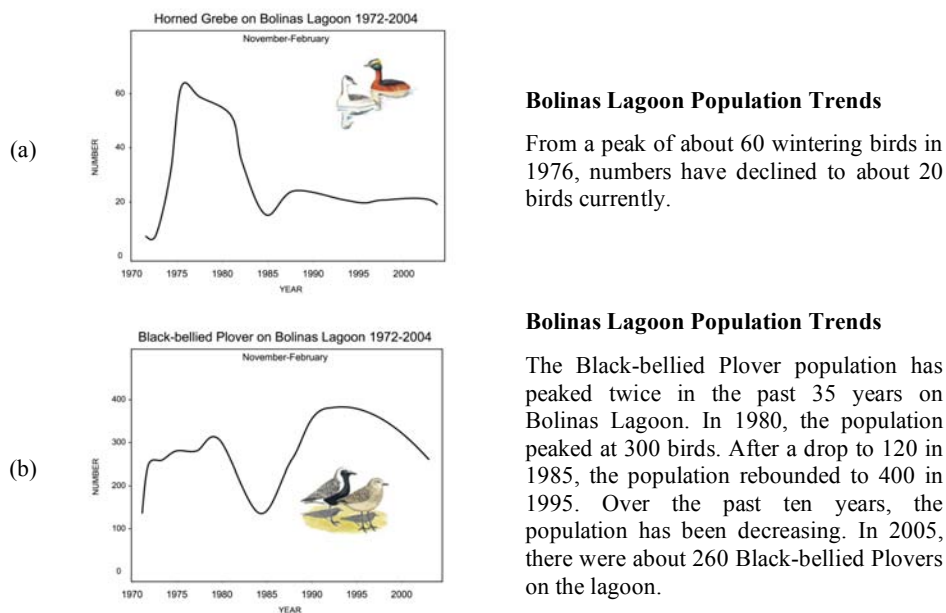 (a)
Horned Grebe on Bolinas Lagoon 1972-2004
November-February
NUMBER
60
40
20
0
1970 1975 1980 1985 1990 1995 2000
YEAR
Bolinas Lagoon Population Trends
From a peak of about 60 wintering birds in
1976, numbers have declined to about 20
birds currently.
(b)
Black-bellied Plover on Bolinas Lagoon 1972-2004
November-February
NUMBER
400
300
200
100
0
1970 1975 1980 1985 1990 1995 2000
YEAR
Bolinas Lagoon Population Trends
The Black-bellied Plover population has
peaked twice in the past 35 years on
Bolinas Lagoon. In 1980, the population
peaked at 300 birds. After a drop to 120 in
1985, the population rebounded to 400 in
1995. Over the past ten years, the
population has been decreasing. In 2005,
there were about 260 Black-bellied Plovers
on the lagoon.